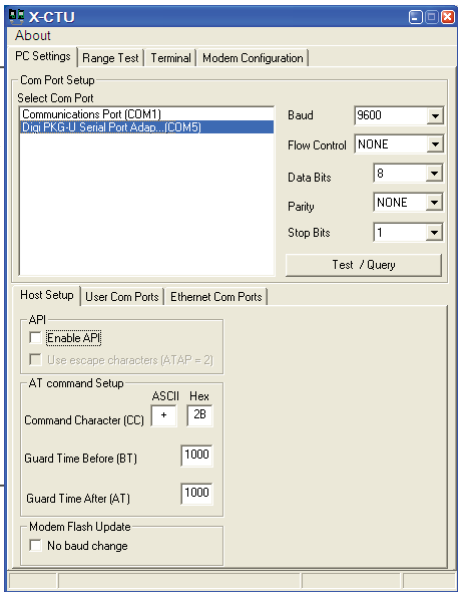 X-CTU
About
PC Settings Range Test Terminal Modem Configuration
Com Port Setup
Select Com Port
Communications Port (COM1)
Digi PKG-U Serial Port Adap...(COM5)
Baud 9600
Flow Control NONE
Data Bits 8
Parity NONE
Stop Bits 1
Test / Query
Host Setup User Com Ports Ethernet Com Ports
API
Enable API
Use escape characters (ATAP = 2)
AT command Setup
ASCII Hex
Command Character (CC) + 2B
Guard Time Before (BT) 1000
Guard Time After (AT) 1000
Modem Flash Update
No baud change